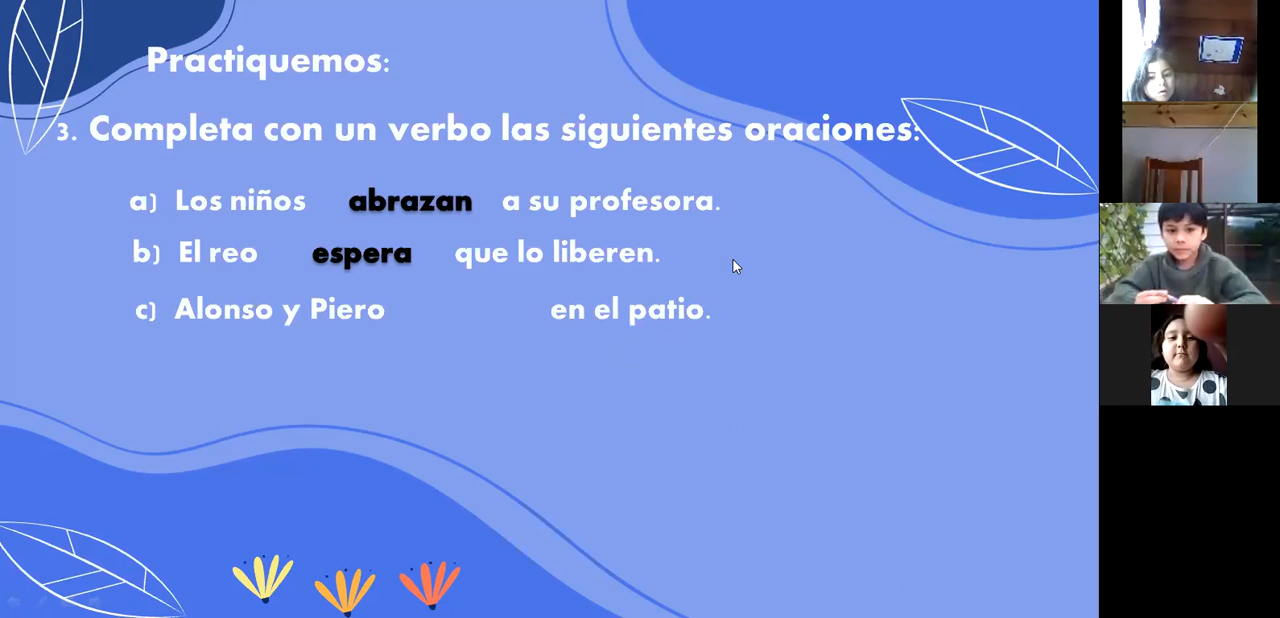 Practiquemos:
3. Completa con un verbo las siguientes oraciones:
a) Los niños abrazan a su profesora.
b) El reo espera que lo liberen.
c) Alonso y Piero en el patio.